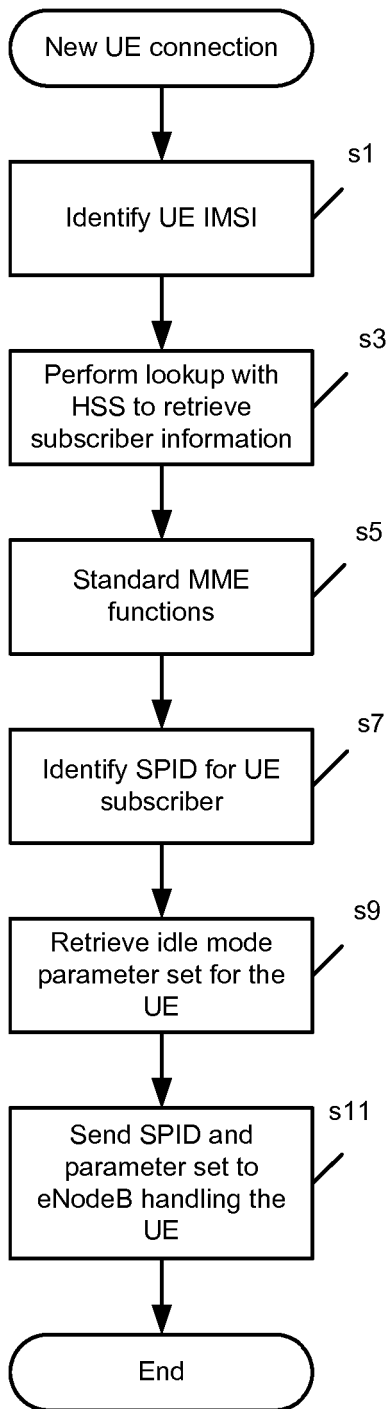 New UE connection
s1
Identify UE IMSI
s3
Perform lookup with
HSS to retrieve
subscriber information
s5
Standard MME
functions
s7
Identify SPID for UE
subscriber
s9
Retrieve idle mode
parameter set for the
UE
s11
Send SPID and
parameter set to
eNodeB handling the
UE
End